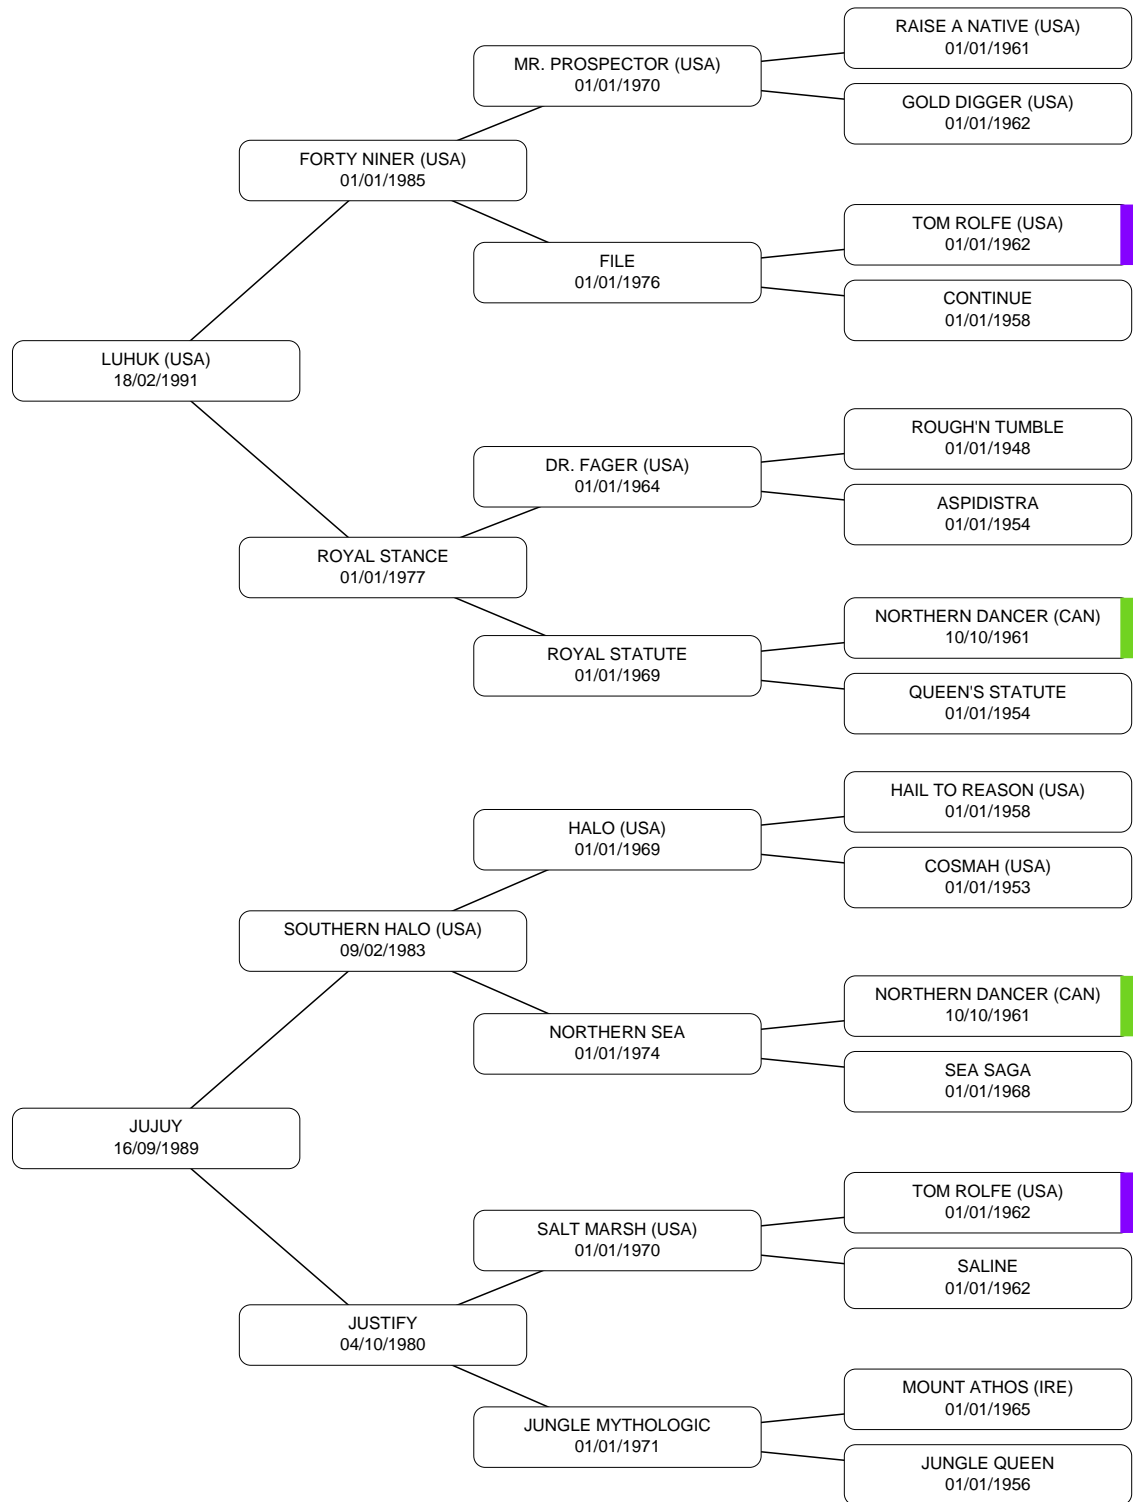 RAISE A NATIVE (USA)
01/01/1961
MR. PROSPECTOR (USA)
01/01/1970
GOLD DIGGER (USA)
01/01/1962
FORTY NINER (USA)
01/01/1985
TOM ROLFE (USA)
01/01/1962
FILE
01/01/1976
CONTINUE
01/01/1958
LUHUK (USA)
18/02/1991
ROUGH'N TUMBLE
01/01/1948
DR. FAGER (USA)
01/01/1964
ASPIDISTRA
01/01/1954
ROYAL STANCE
01/01/1977
NORTHERN DANCER (CAN)
10/10/1961
ROYAL STATUTE
01/01/1969
QUEEN'S STATUTE
01/01/1954
HAIL TO REASON (USA)
01/01/1958
HALO (USA)
01/01/1969
COSMAH (USA)
01/01/1953
SOUTHERN HALO (USA)
09/02/1983
NORTHERN DANCER (CAN)
10/10/1961
NORTHERN SEA
01/01/1974
SEA SAGA
01/01/1968
JUJUY
16/09/1989
TOM ROLFE (USA)
01/01/1962
SALT MARSH (USA)
01/01/1970
SALINE
01/01/1962
JUSTIFY
04/10/1980
MOUNT ATHOS (IRE)
01/01/1965
JUNGLE MYTHOLOGIC
01/01/1971
JUNGLE QUEEN
01/01/1956